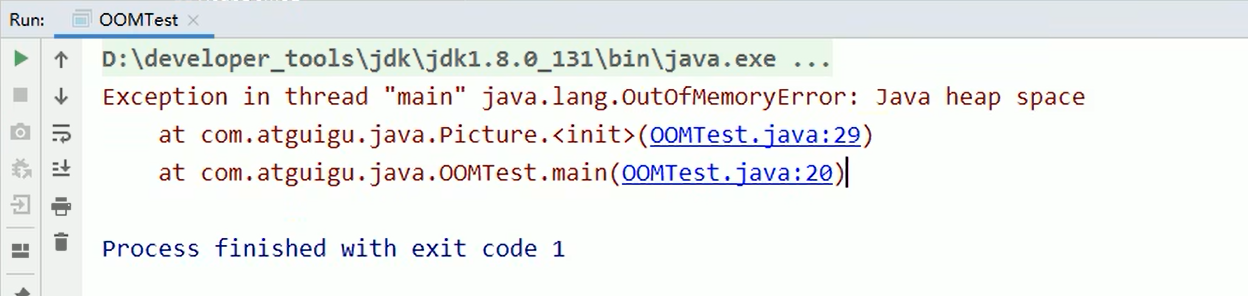 Run: OOMTest
D:\developer_tools\jdk\jdk1.8.0_131\bin\java.exe ...
Exception in thread "main" java.lang.OutOfMemoryError: Java heap space
    at com.atguigu.java.Picture.<init>(OOMTest.java:29)
    at com.atguigu.java.OOMTest.main(OOMTest.java:20)
Process finished with exit code 1